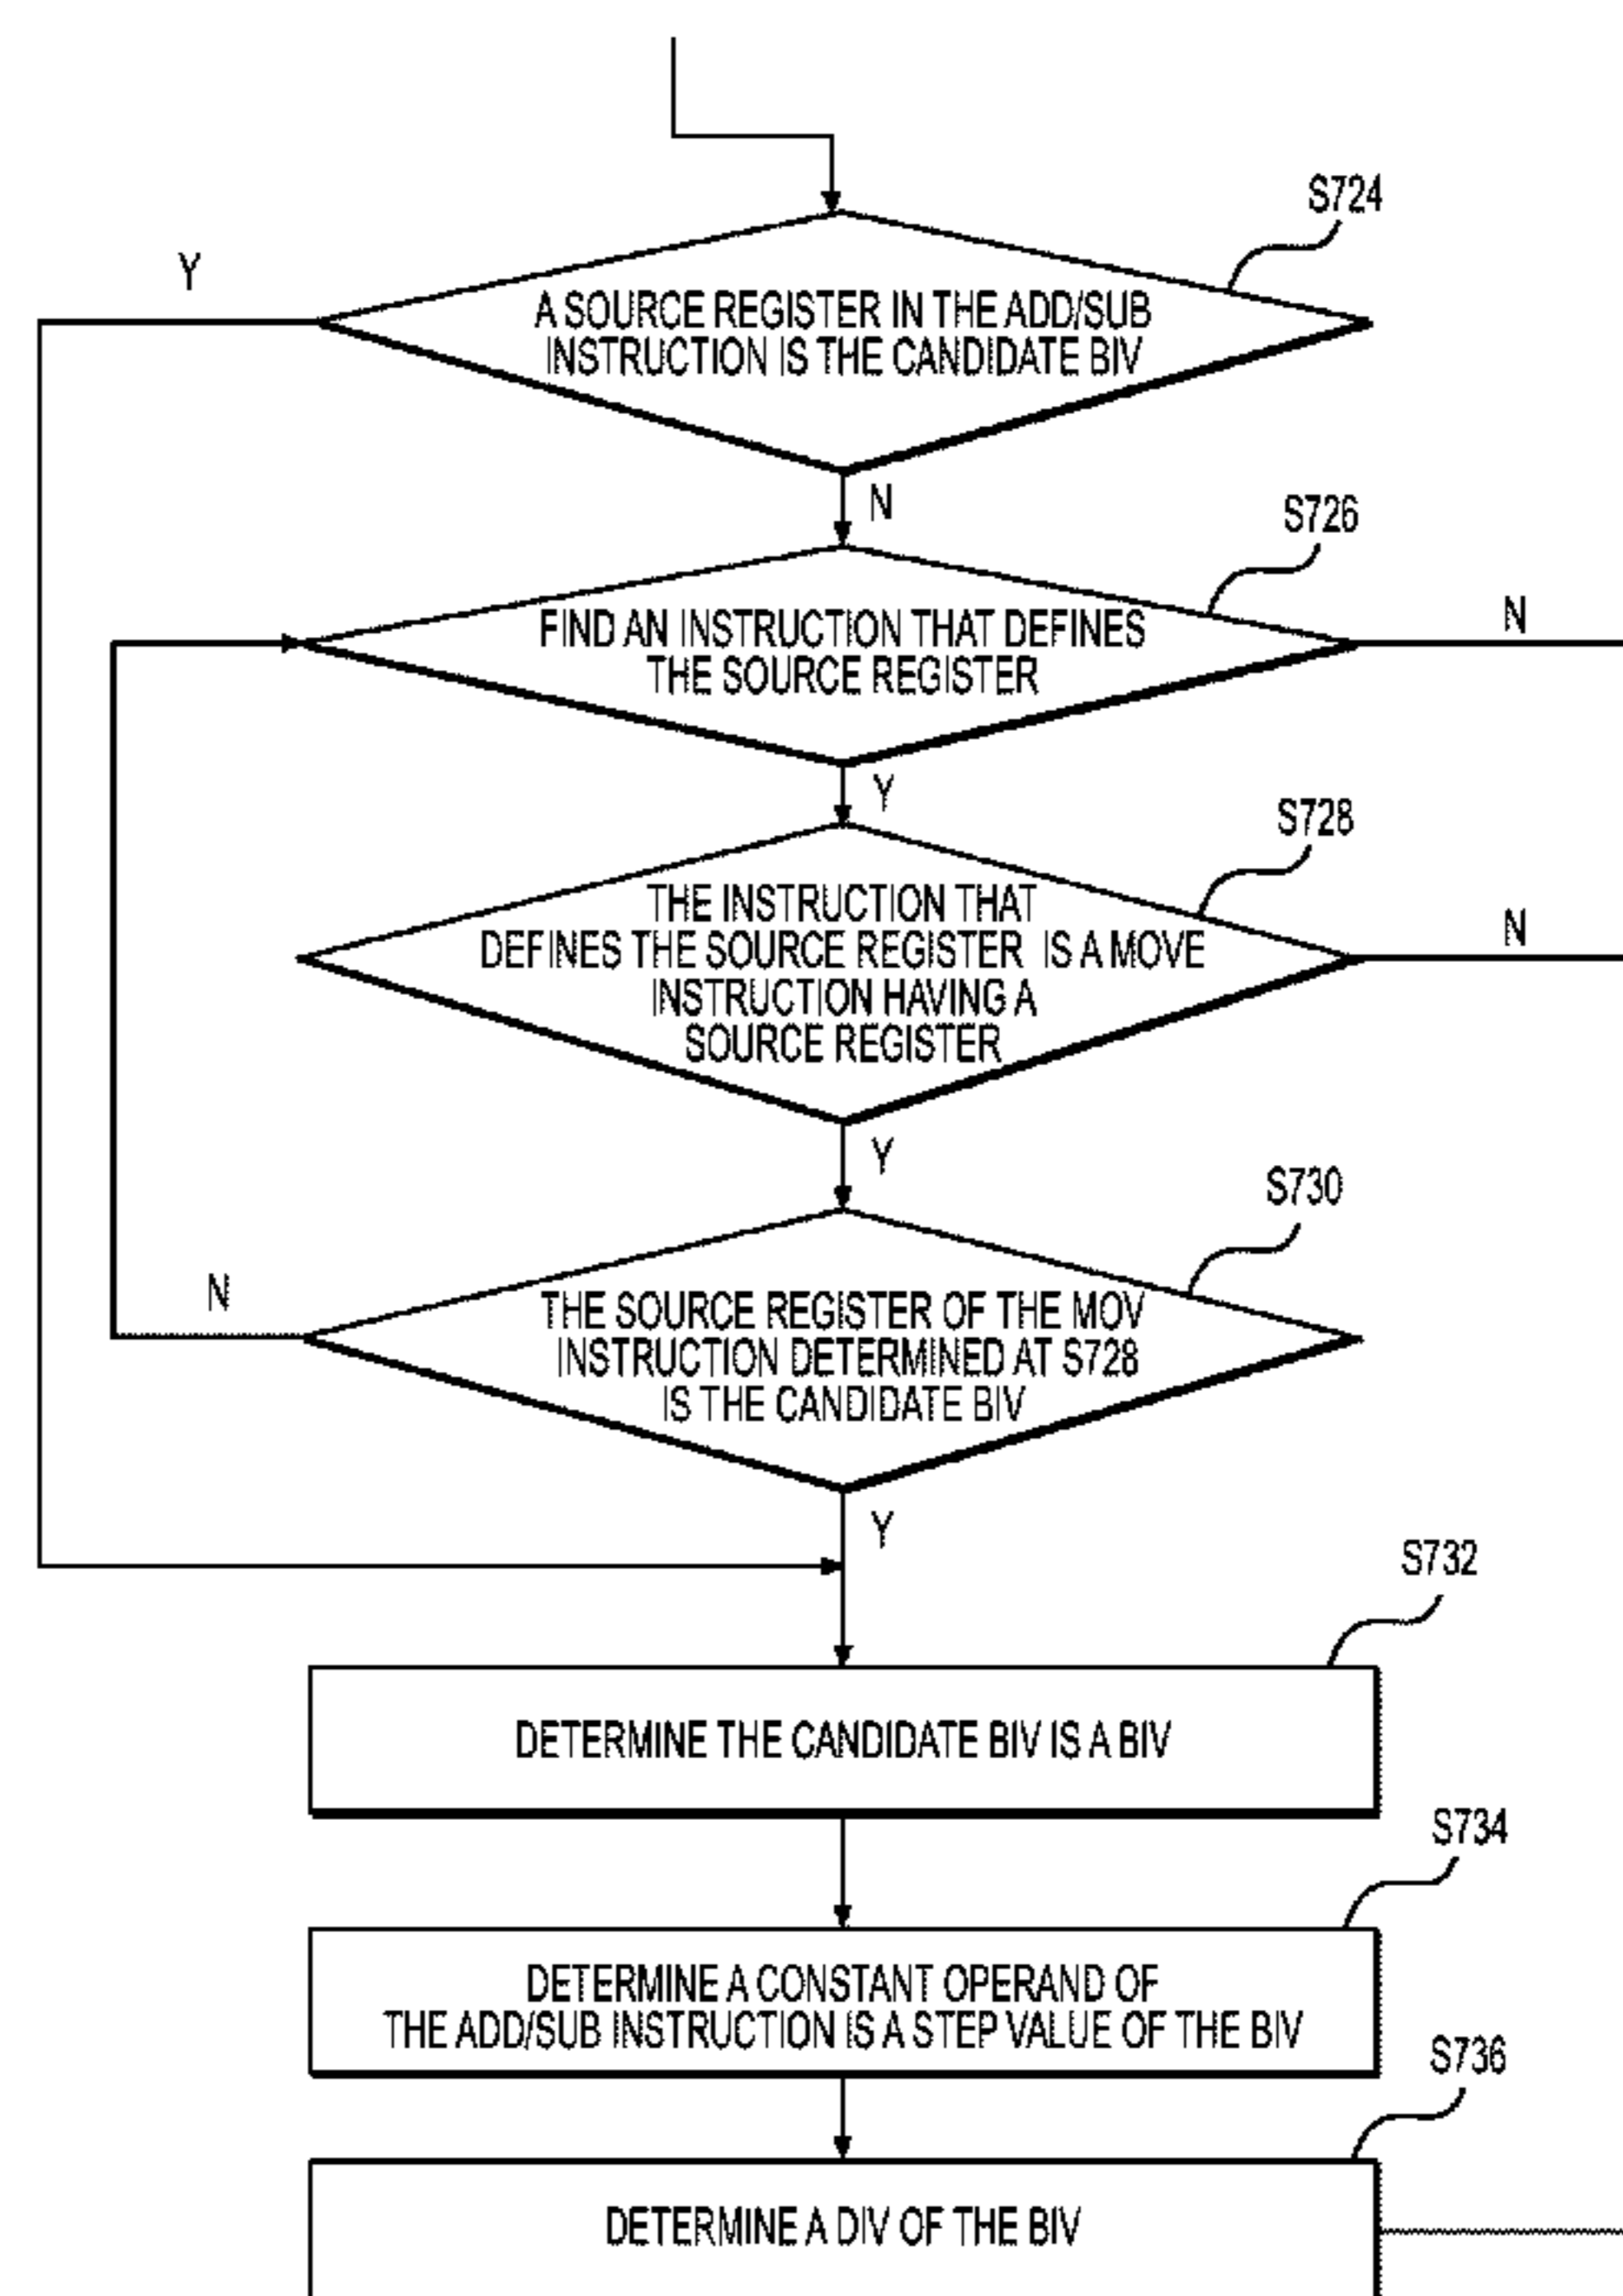 S724
Y
A SOURCE REGISTER IN THE ADD/SUB
INSTRUCTION IS THE CANDIDATE BIV
N
S726
FIND AN INSTRUCTION THAT DEFINES
THE SOURCE REGISTER
N
Y
S728
THE INSTRUCTION THAT
DEFINES THE SOURCE REGISTER IS A MOVE
INSTRUCTION HAVING A
SOURCE REGISTER
N
Y
S730
N
THE SOURCE REGISTER OF THE MOV
INSTRUCTION DETERMINED AT S728
IS THE CANDIDATE BIV
Y
S732
DETERMINE THE CANDIDATE BIV IS A BIV
S734
DETERMINE A CONSTANT OPERAND OF
THE ADD/SUB INSTRUCTION IS A STEP VALUE OF THE BIV
S736
DETERMINE A DIV OF THE BIV